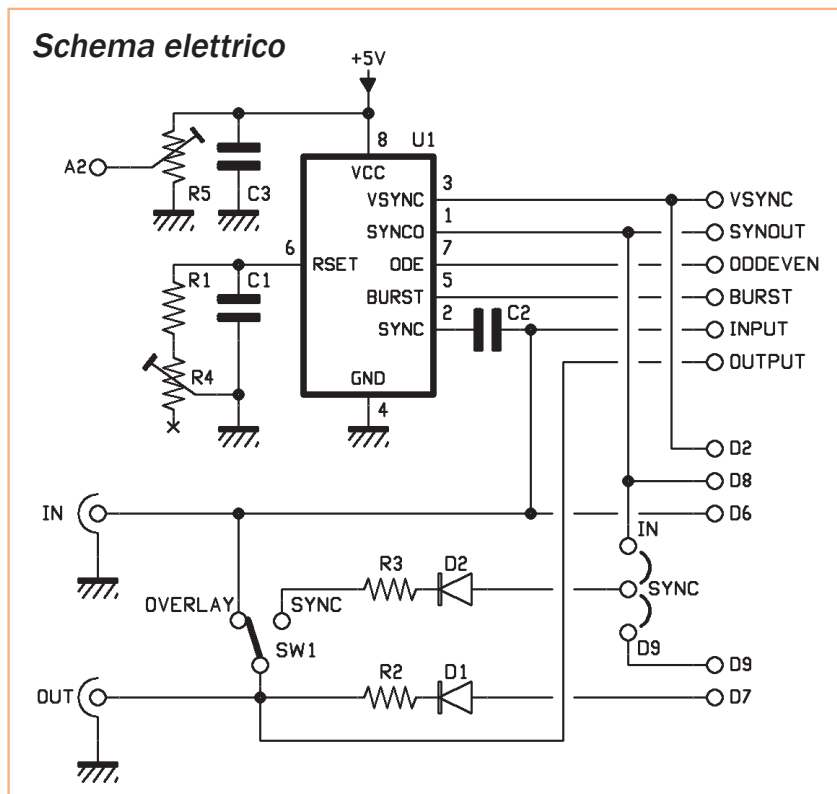 Schema elettrico
+5V
8 U1
A2
R5
C3
VCC
VSYNC
3
VSYNC
SYNCO
1
SYNOUT
6
RSET
ODE
7
ODDEVEN
R1
C1
BURST
5
BURST
SYNC
2
C2
INPUT
OUTPUT
R4
GND
4
D2
D8
IN
D6
IN
R3
D2
SYNC
OVERLAY
SYNC
SW1
D9
D9
OUT
R2
D1
D7